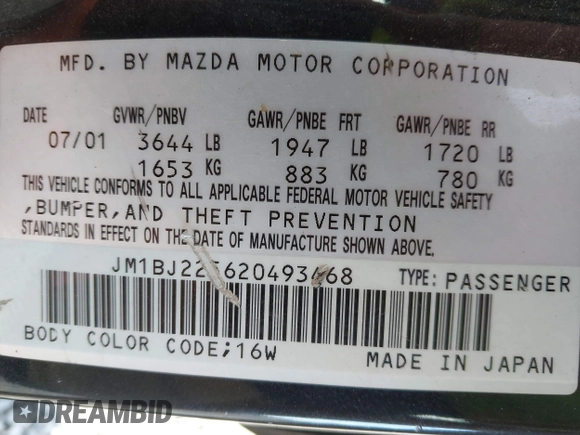 MFD. BY MAZDA MOTOR CORPORATION
DATE GVWR/PNBV GAWR/PNBE FRT GAWR/PNBE RR
07/01 3644 LB 1947 LB 1720 LB
1653 KG 883 KG 780 KG
THIS VEHICLE CONFORMS TO ALL APPLICABLE FEDERAL MOTOR VEHICLE SAFETY
,BUMPER,AND THEFT PREVENTION
STANDARDS IN EFFECT ON THE DATE OF MANUFACTURE SHOWN ABOVE.
TYPE: PASSENGER
BODY COLOR CODE;16W
MADE IN JAPAN
DREAMBID